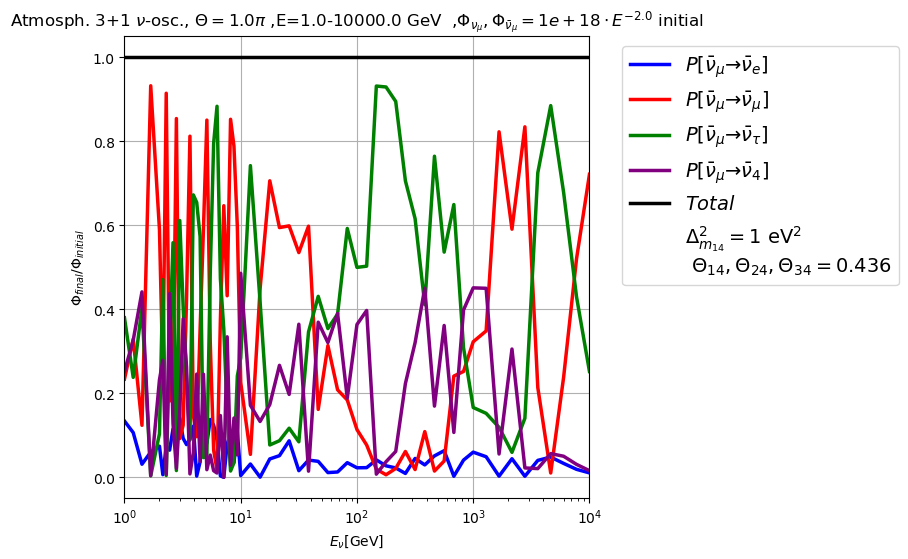 Atmosph. 3+1 ν-osc., Θ = 1.0π ,E=1.0-10000.0 GeV ,Φ_{ν_μ}, Φ_{ν̄_μ} = 1e + 18 · E^{−2.0} initial
1.0
0.8
0.6
0.4
0.2
0.0
Φ_{final}/Φ_{initial}
10^0
10^1
10^2
10^3
10^4
E_ν[GeV]
P[ν̄_μ→ν̄_e]
P[ν̄_μ→ν̄_μ]
P[ν̄_μ→ν̄_τ]
P[ν̄_μ→ν̄_4]
Total
Δ^2_{m_{14}} = 1 eV^2
Θ_{14}, Θ_{24}, Θ_{34} = 0.436